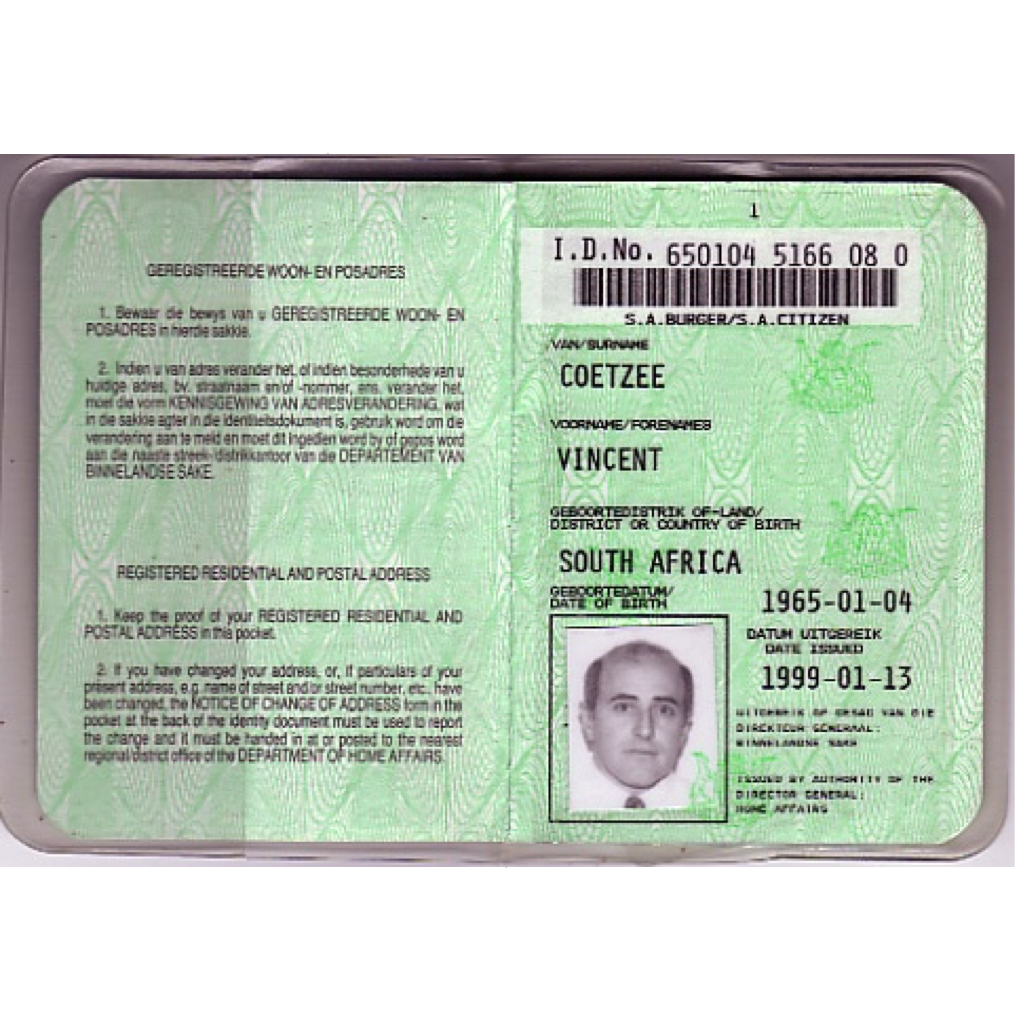 GEREGISTREERDE WOON- EN POSADRES
1. Bewaar die bewys van u GEREGISTREERDE WOON- EN
POSADRES in hierdie sakkie.
2. Indien u van adres verander het, of indien besonderhede van u
huidige adres, bv. straatnaam en/of -nommer, ens. verander het,
moet die vorm KENNISGEWING VAN ADRESVERANDERING, wat
in die sakkie agter in die identiteitsdokument is, gebruik word om die
verandering aan te meld en moet dit ingedien word by of gepos word
aan die naaste streek-/distrikkantoor van die DEPARTEMENT VAN
BINNELANDSE SAKE.
REGISTERED RESIDENTIAL AND POSTAL ADDRESS
1. Keep the proof of your REGISTERED RESIDENTIAL AND
POSTAL ADDRESS in this pocket.
2. If you have changed your address, or, if particulars of your
present address, e.g. name of street and/or street number, etc., have
been changed, the NOTICE OF CHANGE OF ADDRESS form in the
pocket at the back of the identity document must be used to report
the change and it must be handed in at or posted to the nearest
regional/district office of the DEPARTMENT OF HOME AFFAIRS.
1
I.D.No. 650104 5166 08 0
S.A.BURGER/S.A.CITIZEN
VAN/SURNAME
COETZEE
VOORNAME/FORENAMES
VINCENT
GEBOORTEDISTRIK OF-LAND/
DISTRICT OR COUNTRY OF BIRTH
SOUTH AFRICA
GEBOORTEDATUM/
DATE OF BIRTH
1965-01-04
DATUM UITGEREIK
DATE ISSUED
1999-01-13
UITGEREIK OP GESAG VAN DIE
DIREKTEUR GENERAAL:
BINNELANDSE SAKE
ISSUED BY AUTHORITY OF THE
DIRECTOR GENERAL:
HOME AFFAIRS